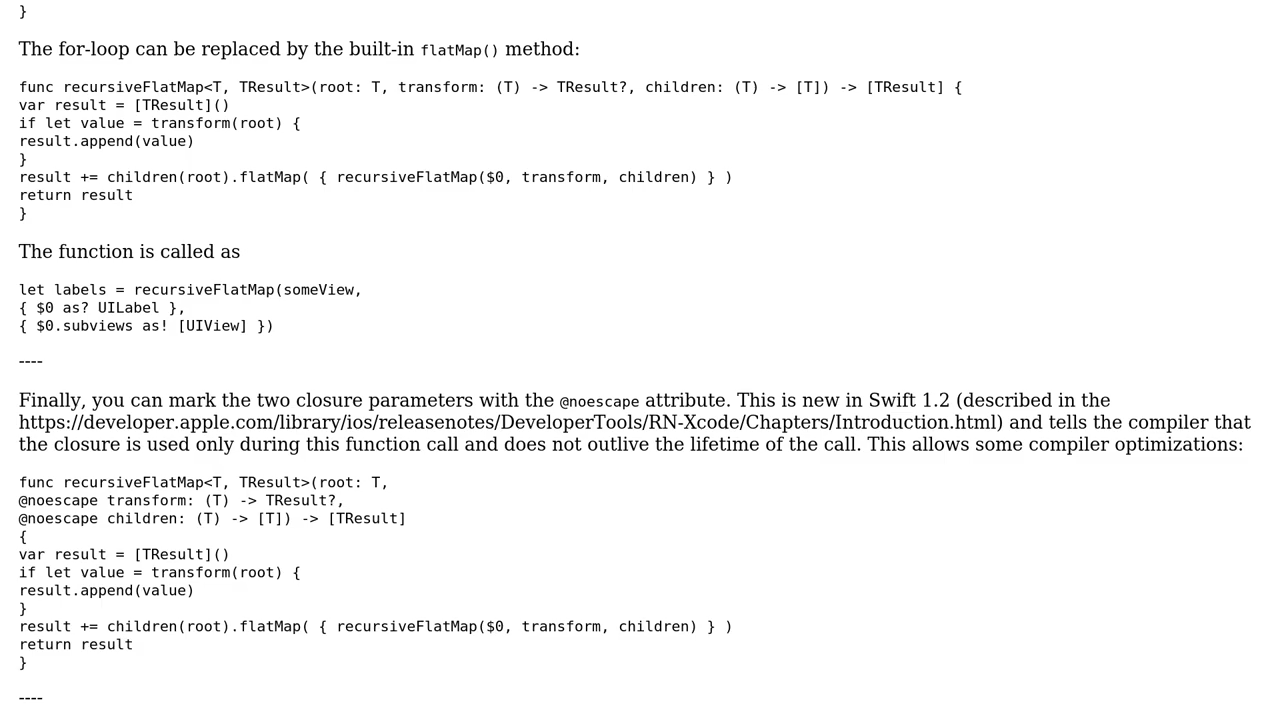 }
The for-loop can be replaced by the built-in flatMap() method:
func recursiveFlatMap<T, TResult>(root: T, transform: (T) -> TResult?, children: (T) -> [T]) -> [TResult] {
var result = [TResult]()
if let value = transform(root) {
result.append(value)
}
result += children(root).flatMap( { recursiveFlatMap($0, transform, children) } )
return result
}
The function is called as
let labels = recursiveFlatMap(someView,
{ $0 as? UILabel },
{ $0.subviews as! [UIView] })
----
Finally, you can mark the two closure parameters with the @noescape attribute. This is new in Swift 1.2 (described in the
https://developer.apple.com/library/ios/releasenotes/DeveloperTools/RN-Xcode/Chapters/Introduction.html) and tells the compiler that
the closure is used only during this function call and does not outlive the lifetime of the call. This allows some compiler optimizations:
func recursiveFlatMap<T, TResult>(root: T,
@noescape transform: (T) -> TResult?,
@noescape children: (T) -> [T]) -> [TResult]
{
var result = [TResult]()
if let value = transform(root) {
result.append(value)
}
result += children(root).flatMap( { recursiveFlatMap($0, transform, children) } )
return result
}
----